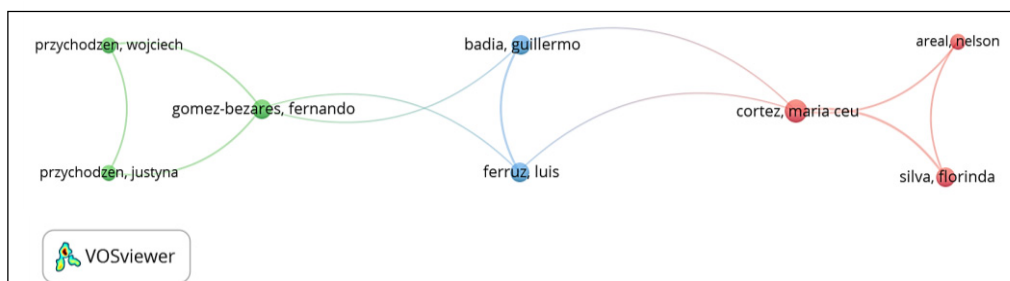 przychodzen, wojciech
badia, guillermo
areal, nelson
gomez-bezares, fernando
cortez, maria ceu
przychodzen, justyna
ferruz, luis
silva, florinda
VOSviewer